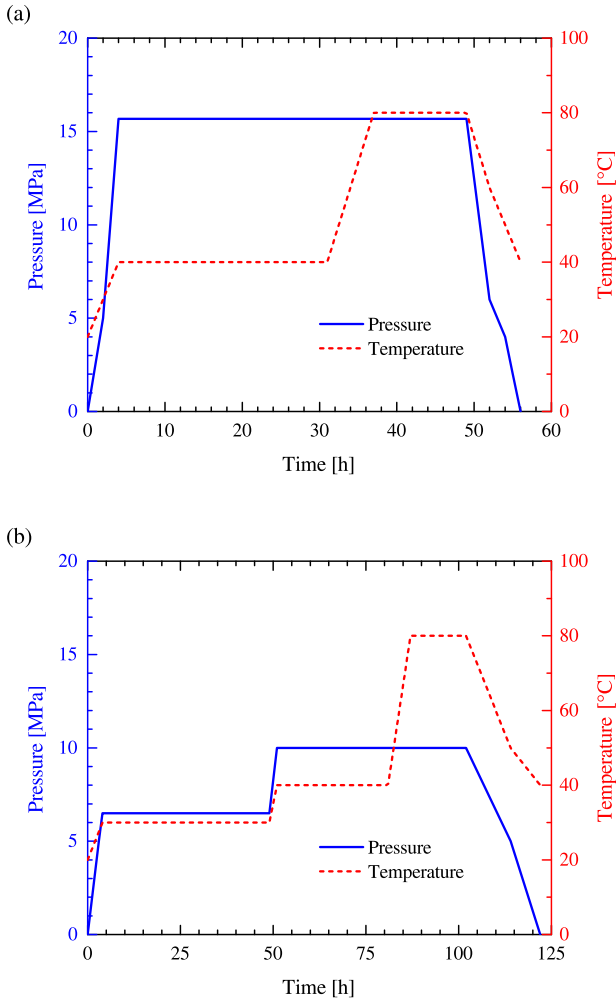 (a)
20 100
15 80
10 60
5 40
0 20
0
Pressure [MPa]
Temperature [°C]
Pressure
Temperature
0 10 20 30 40 50 60
Time [h]
(b)
20 100
15 80
10 60
5 40
0 20
0
Pressure [MPa]
Temperature [°C]
Pressure
Temperature
0 25 50 75 100 125
Time [h]